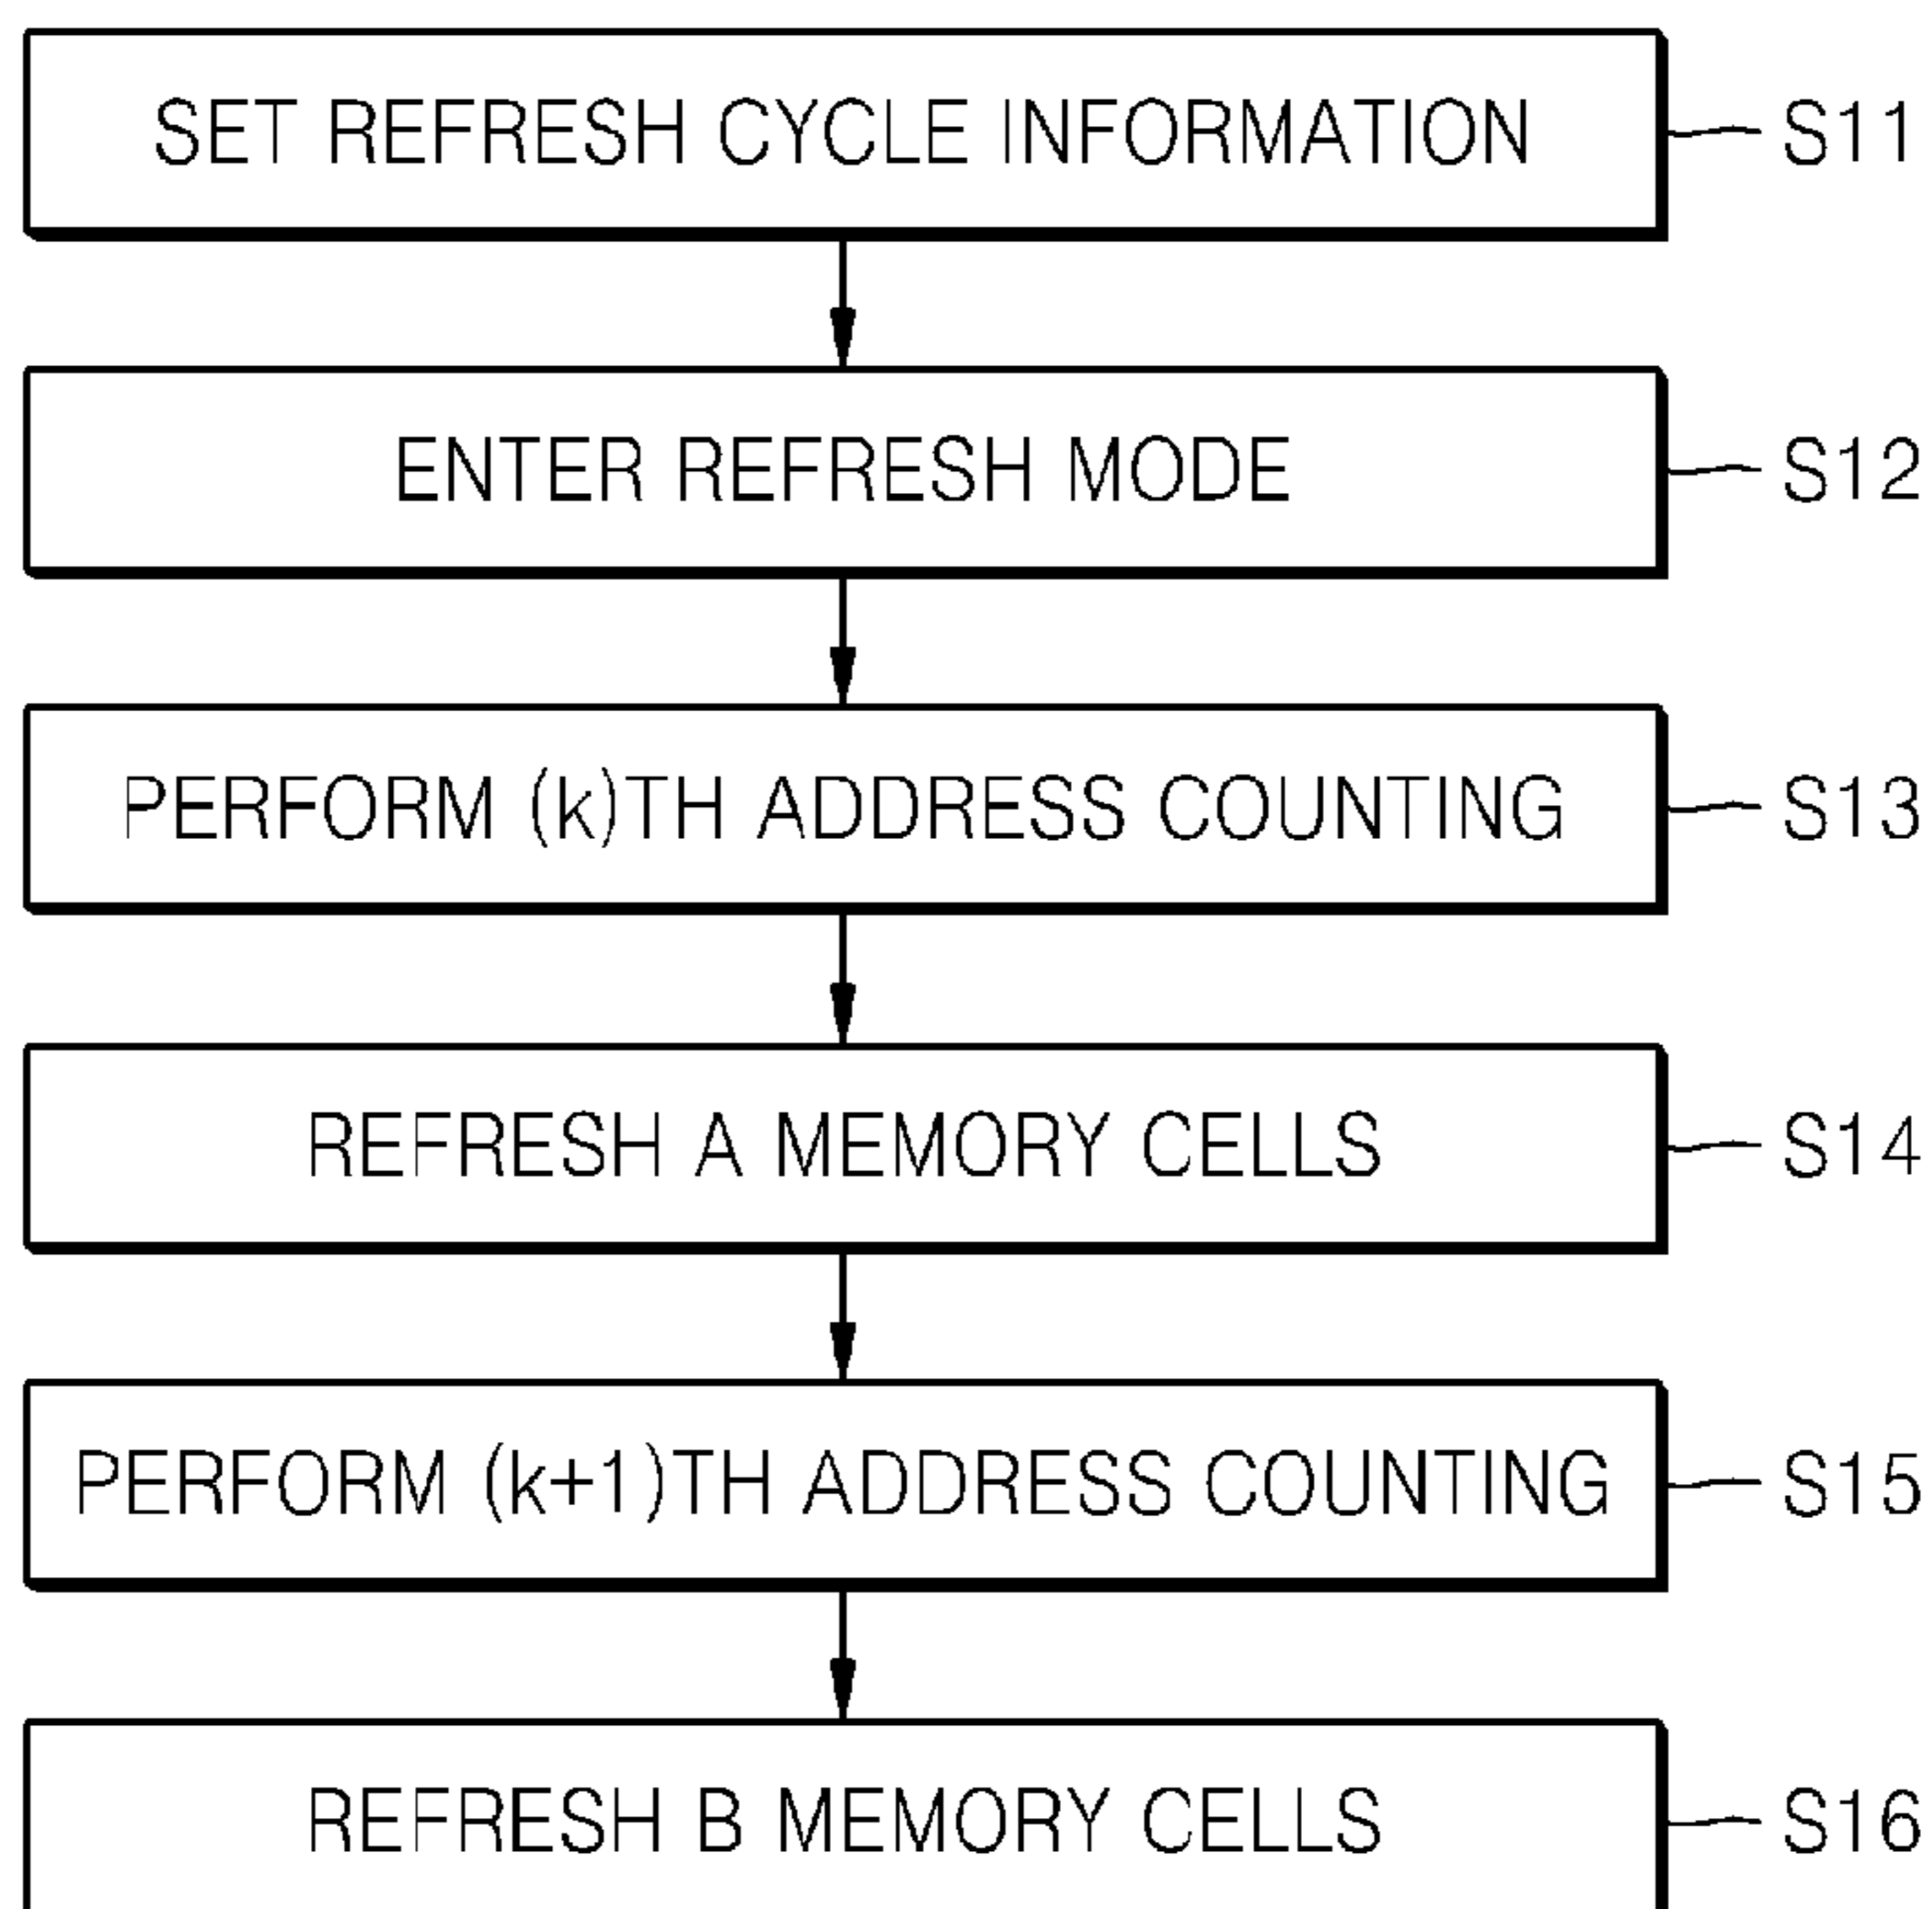 SET REFRESH CYCLE INFORMATION S11
ENTER REFRESH MODE S12
PERFORM (k)TH ADDRESS COUNTING S13
REFRESH A MEMORY CELLS S14
PERFORM (k+1)TH ADDRESS COUNTING S15
REFRESH B MEMORY CELLS S16